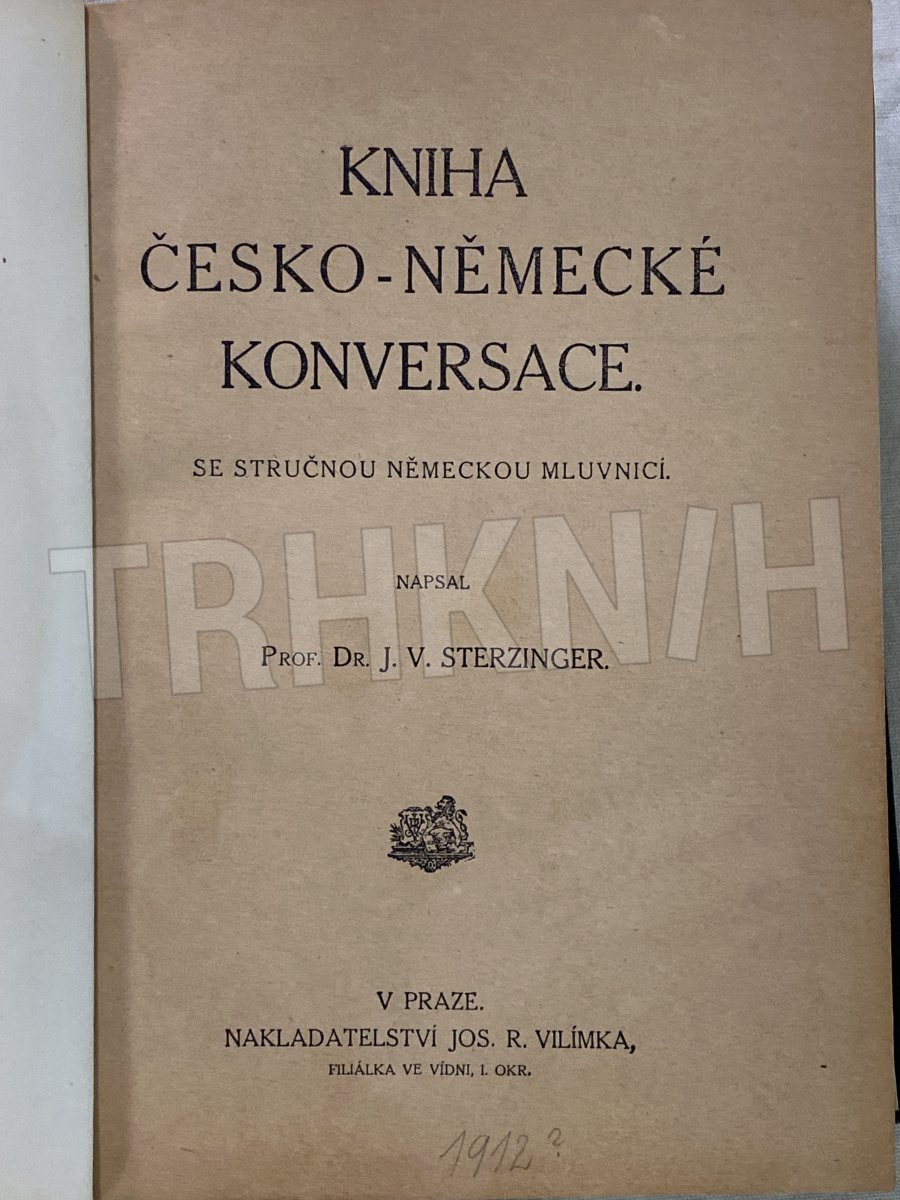 KNIHA
ČESKO-NĚMECKÉ
KONVERSACE.
SE STRUČNOU NĚMECKOU MLUVNICÍ.
TRHKN/H
NAPSAL
PROF. DR. J. V. STERZINGER.
V PRAZE.
NAKLADATELSTVÍ JOS. R. VILÍMKA,
FILIÁLKA VE VÍDNI, I. OKR.
1912?